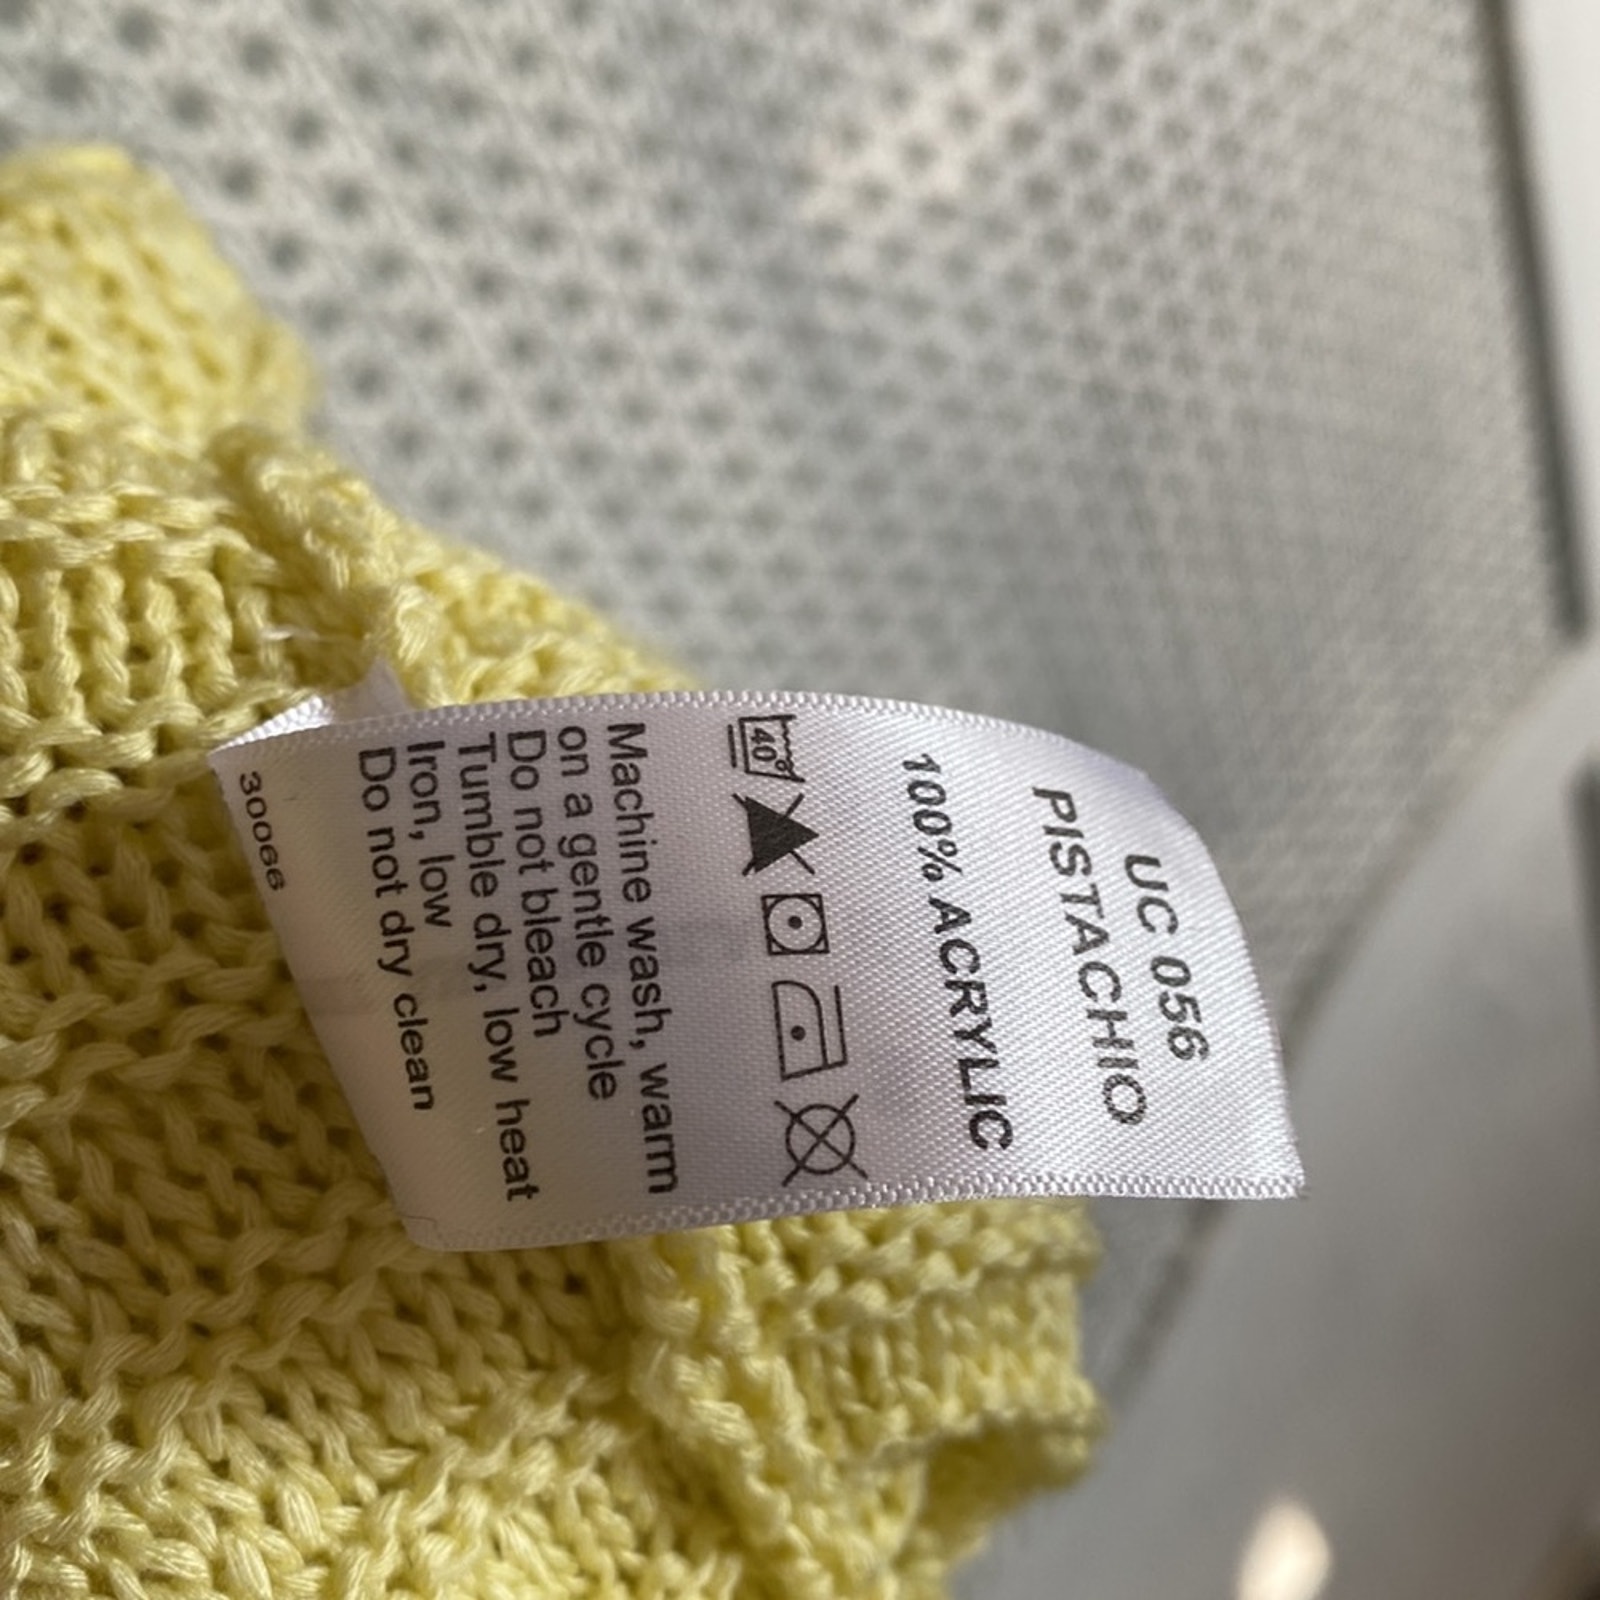 UC 056
PISTACHIO
100% ACRYLIC
40°
Machine wash, warm
on a gentle cycle
Do not bleach
Tumble dry, low heat
Iron, low
Do not dry clean
30066